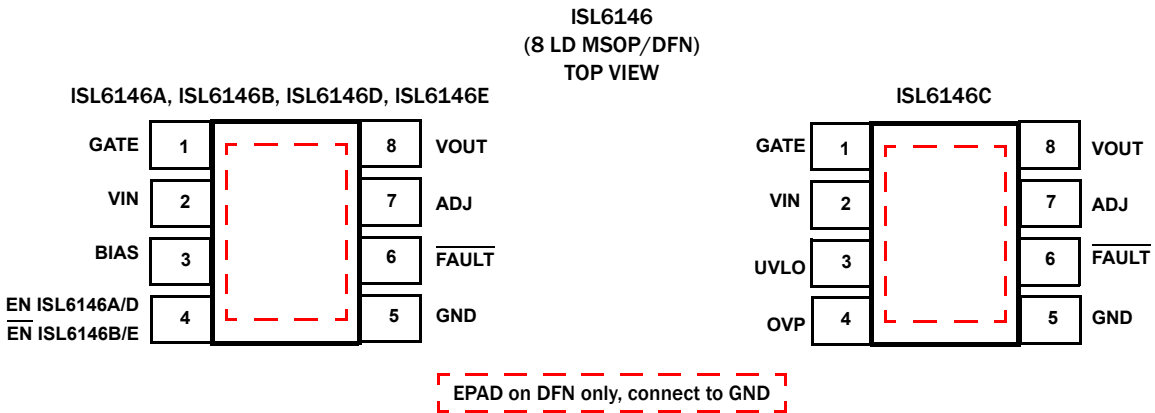 ISL6146
(8 LD MSOP/DFN)
TOP VIEW
ISL6146A, ISL6146B, ISL6146D, ISL6146E
GATE 1 8 VOUT
VIN 2 7 ADJ
BIAS 3 6 FAULT
EN ISL6146A/D
EN ISL6146B/E
4 5 GND
ISL6146C
GATE 1 8 VOUT
VIN 2 7 ADJ
UVLO 3 6 FAULT
OVP 4 5 GND
EPAD on DFN only, connect to GND